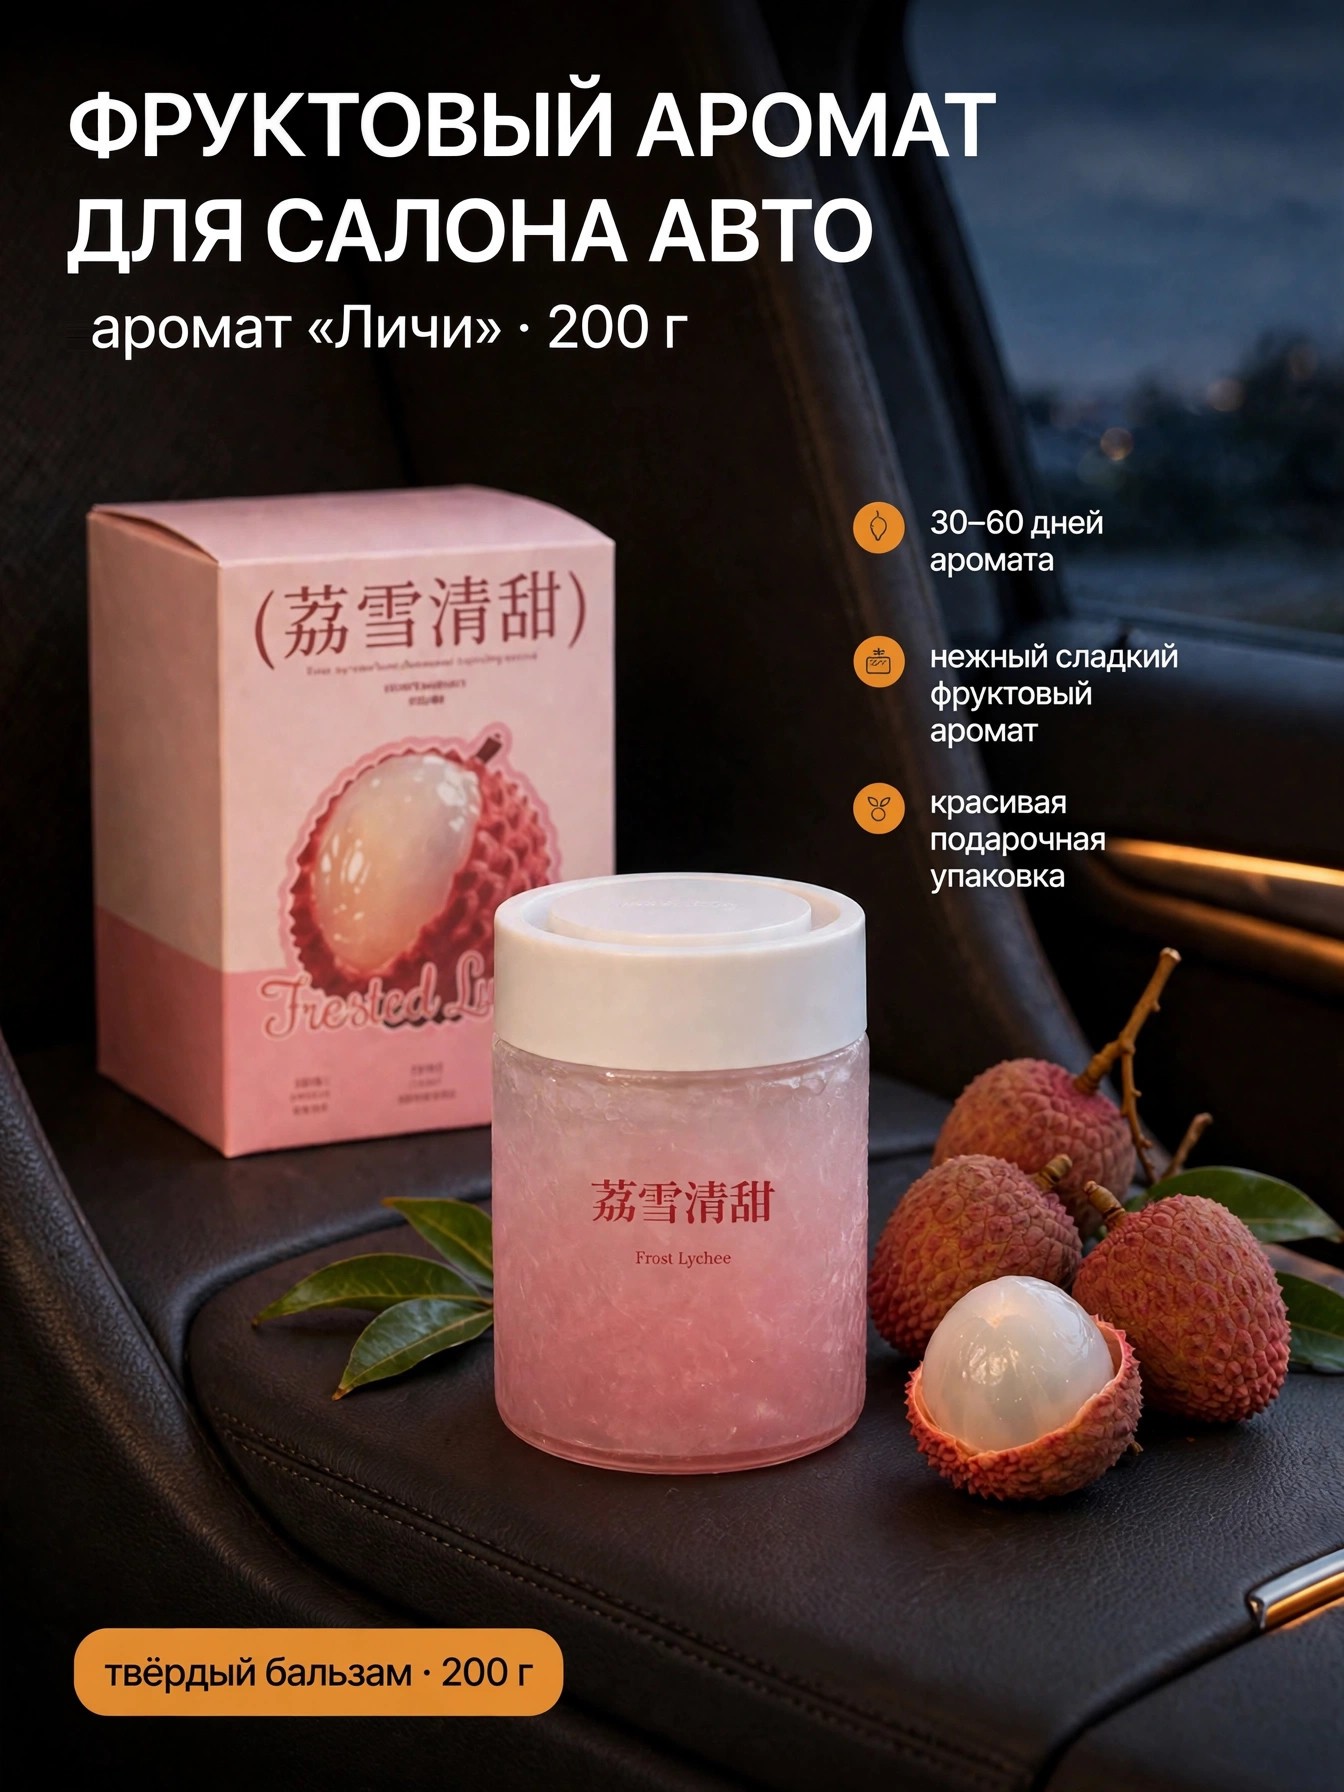 ФРУКТОВЫЙ АРОМАТ
ДЛЯ САЛОНА АВТО
аромат «Личи» · 200 г
30–60 дней
аромата
нежный сладкий
фруктовый
аромат
красивая
подарочная
упаковка
(荔雪清甜)
Frested
荔雪清甜
Frost Lychee
твёрдый бальзам · 200 г